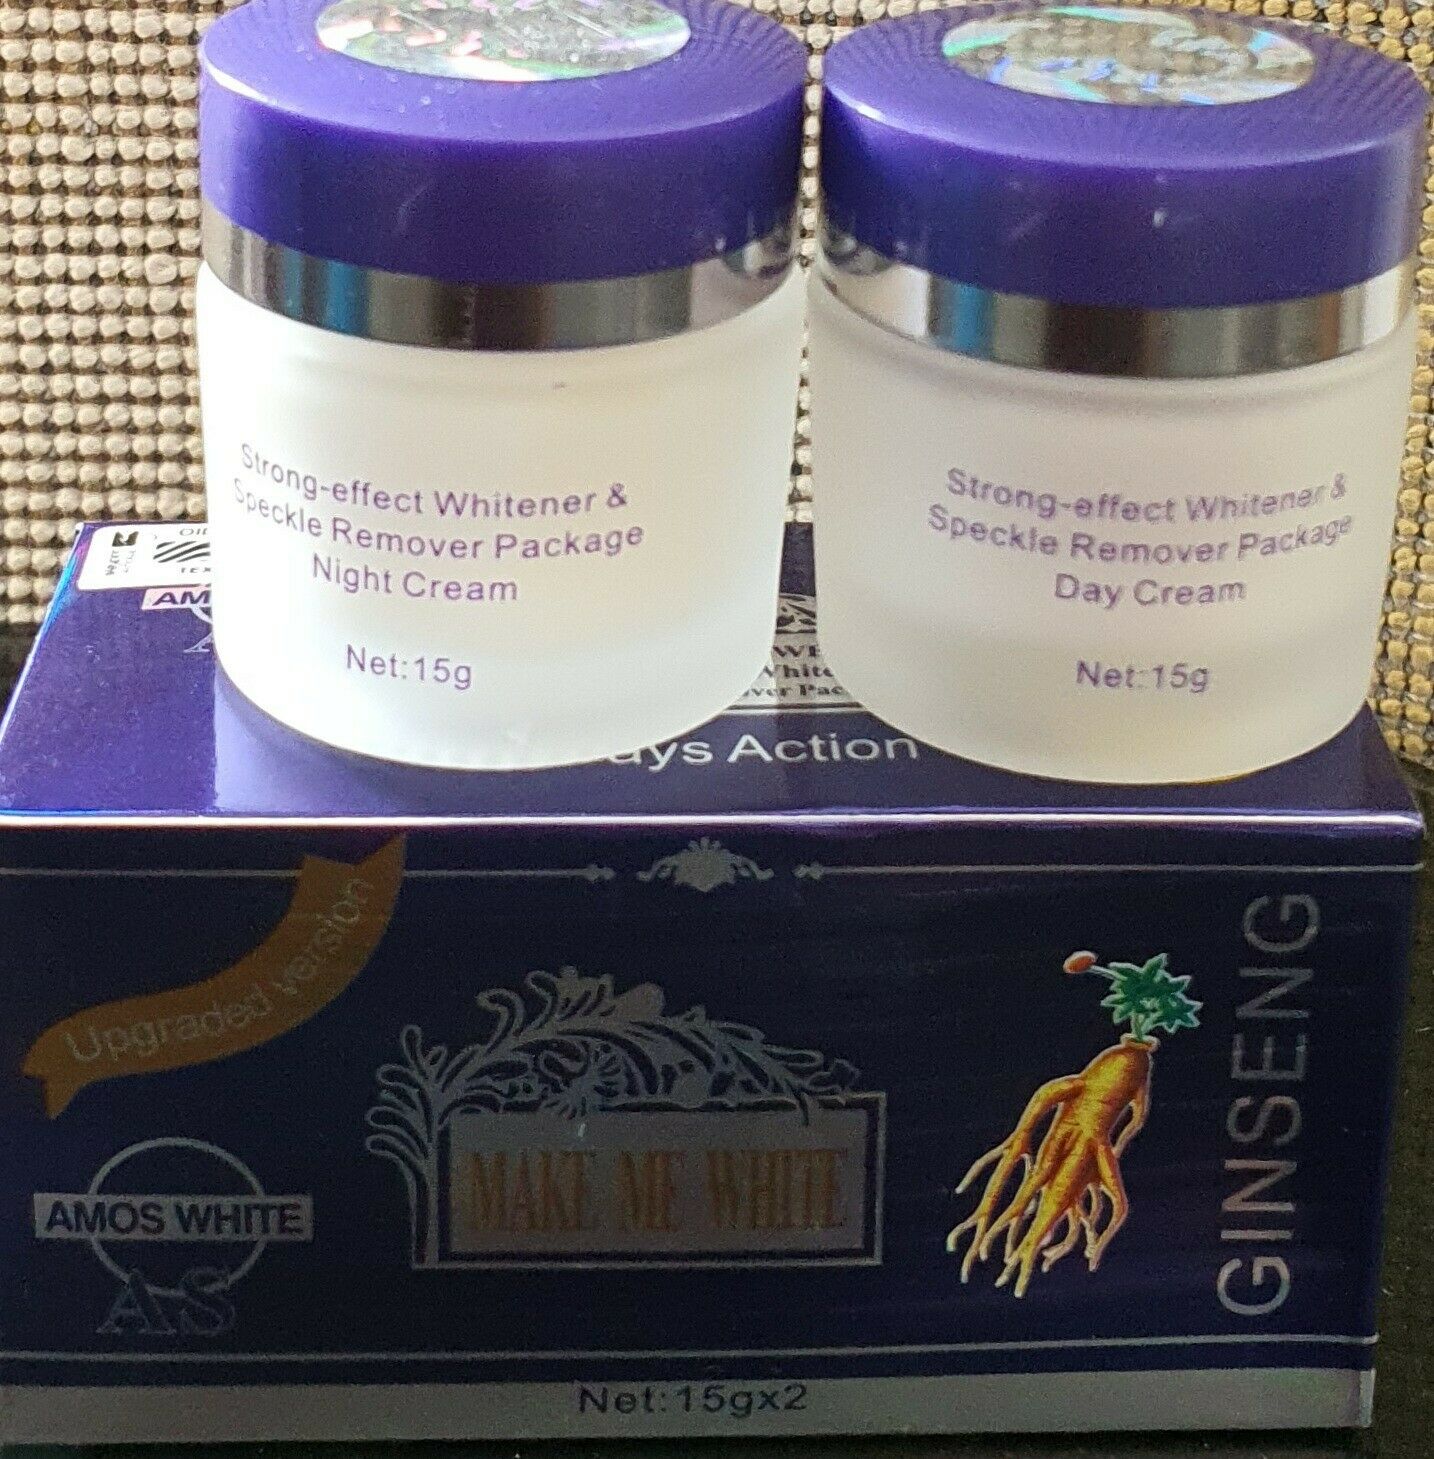 Strong-effect Whitener &
Speckle Remover Package
Night Cream
Net:15g
Strong-effect Whitener &
Speckle Remover Package
Day Cream
Net:15g
AM
Action
Upgraded version
AMOS WHITE
AS
MAKE ME WHITE
GINSENG
Net:15gx2